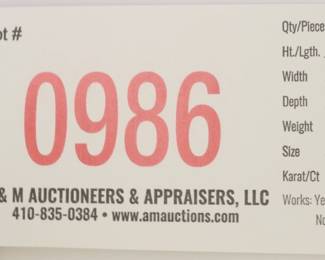 ot #
0986
& M AUCTIONEERS & APPRAISERS, LLC
410-835-0384 • www.amauctions.com
Qty/Piece
Ht./Lgth.
Width
Depth
Weight
Size
Karat/Ct
Works: Ye
No